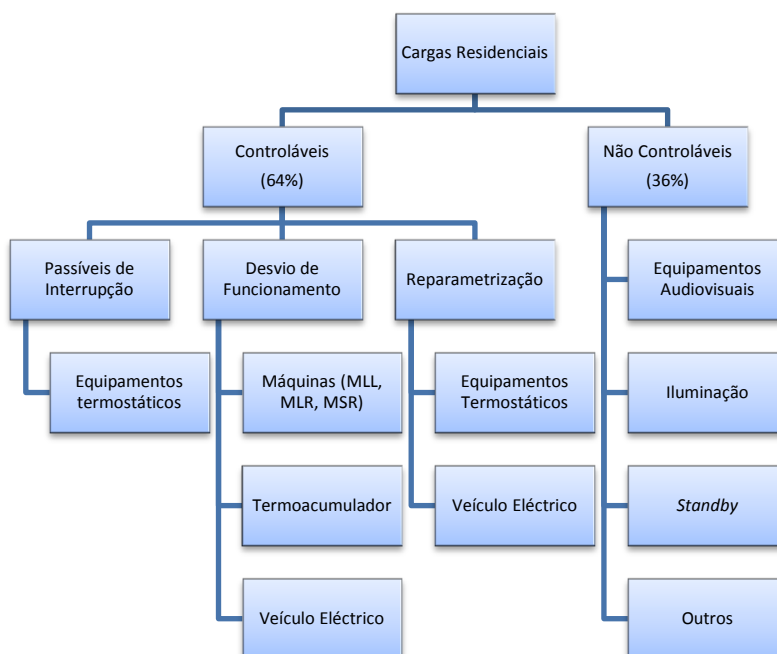 Cargas Residenciais
Controláveis
(64%)
Não Controláveis
(36%)
Passíveis de
Interrupção
Desvio de
Funcionamento
Reparametrização
Equipamentos
Audiovisuais
Equipamentos
termostáticos
Máquinas (MLL,
MLR, MSR)
Equipamentos
Termostáticos
Iluminação
Termoacumulador
Veículo Eléctrico
Standby
Veículo Eléctrico
Outros